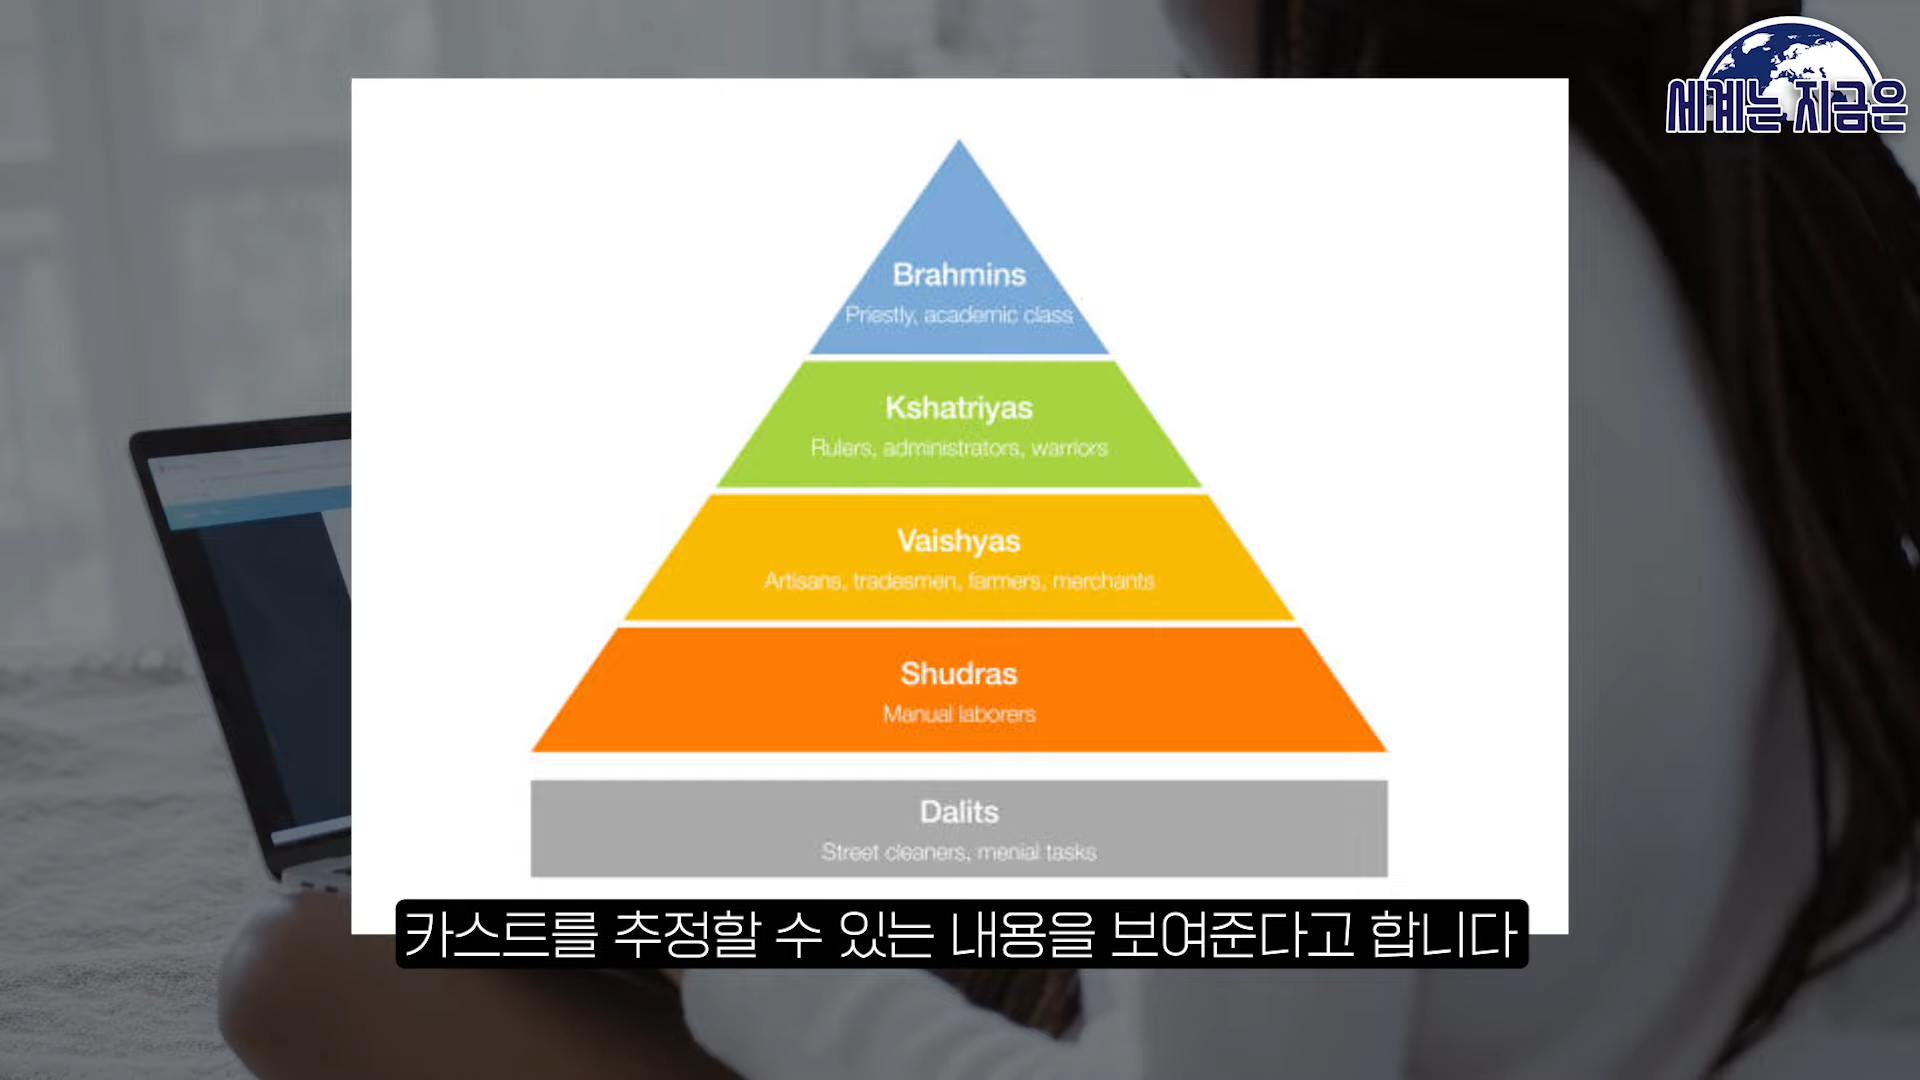 세계는 지금은
Brahmins
Priestly, academic class
Kshatriyas
Rulers, administrators, warriors
Vaishyas
Artisans, tradesmen, farmers, merchants
Shudras
Manual laborers
Dalits
Street cleaners, menial tasks
카스트를 추정할 수 있는 내용을 보여준다고 합니다